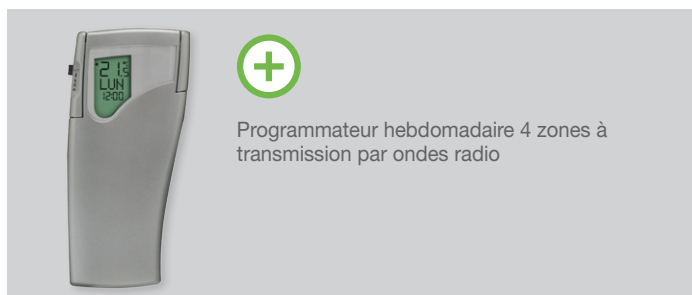 21.5
LUN
12:00
Programmateur hebdomadaire 4 zones à
transmission par ondes radio